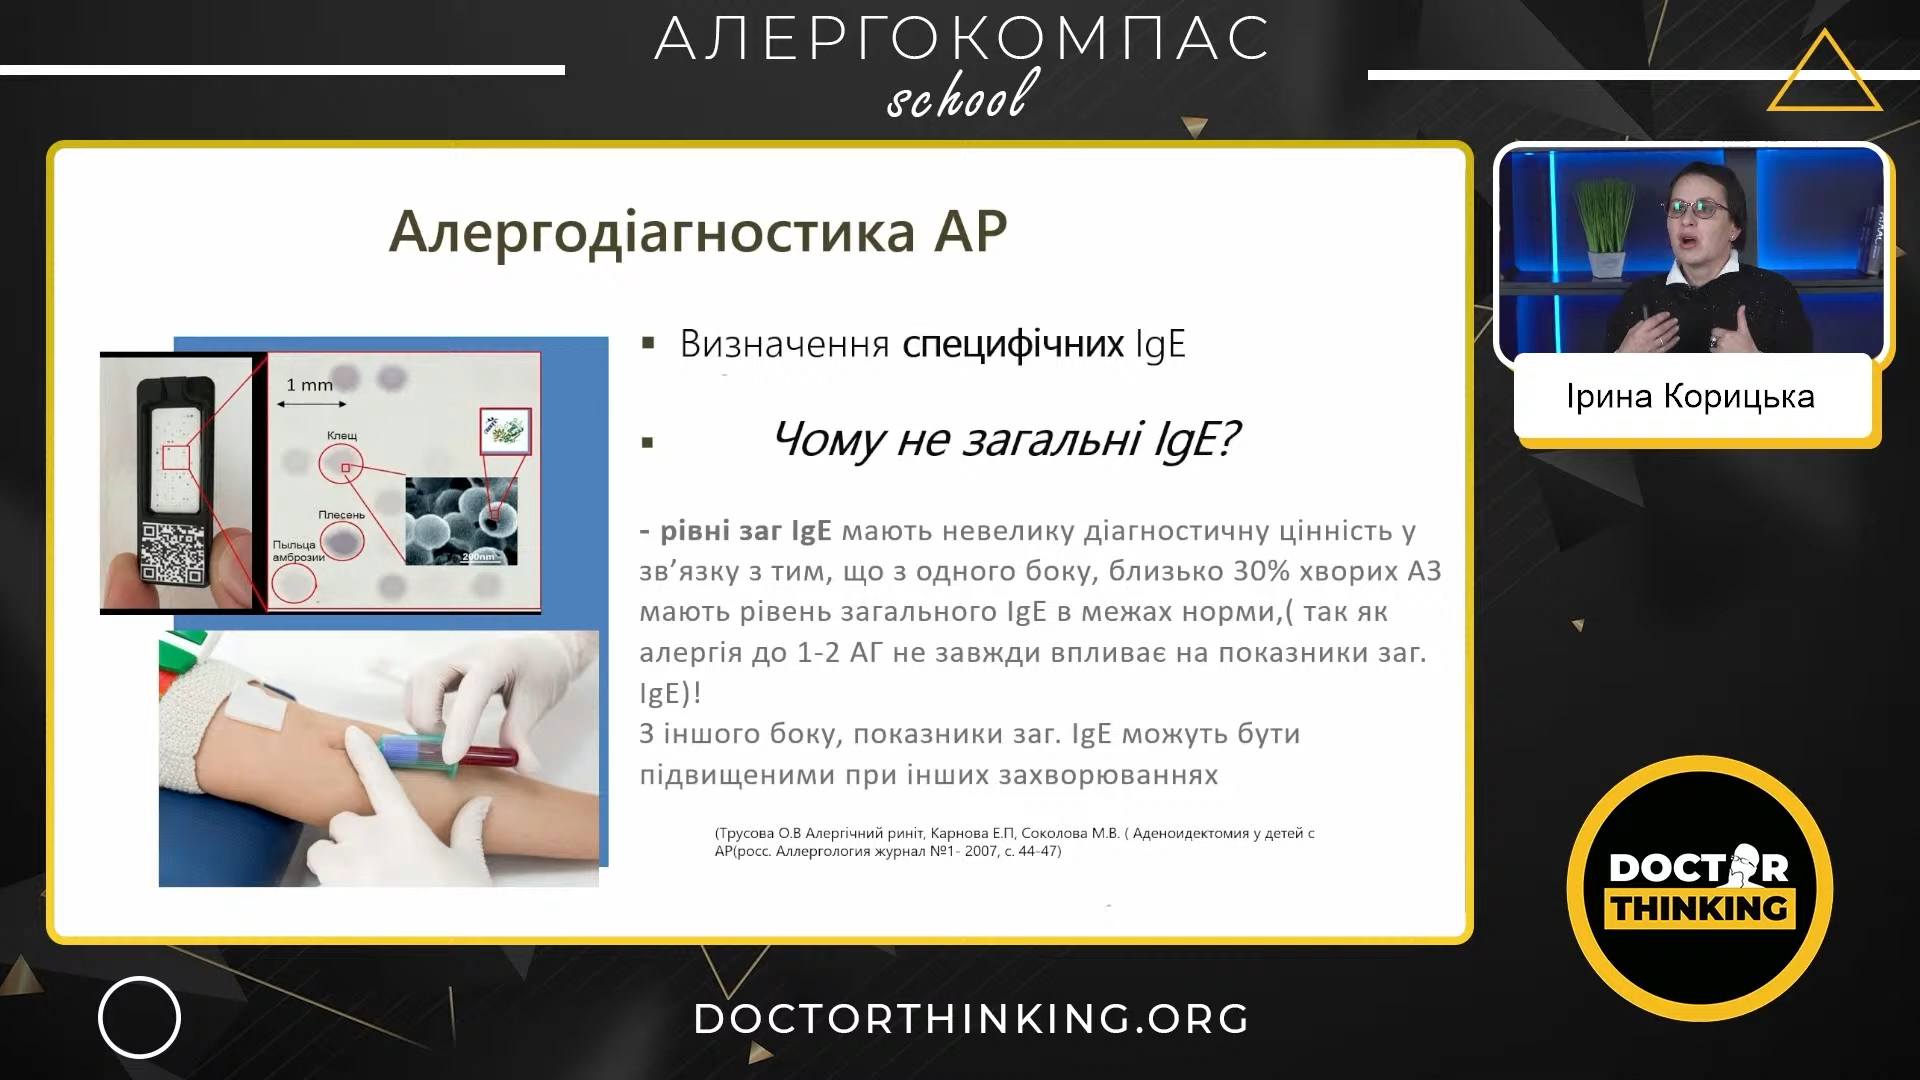 АЛЕРГОКОМПАС
school
Алергодіагностика АР
Визначення специфічних IgE
Чому не загальні IgE?
- рівні заг IgE мають невелику діагностичну цінність у
зв’язку з тим, що з одного боку, близько 30% хворих АЗ
мають рівень загального IgE в межах норми,( так як
алергія до 1-2 АГ не завжди впливає на показники заг.
IgE)!
З іншого боку, показники заг. IgE можуть бути
підвищеними при інших захворюваннях
(Трусова О.В Алергічний риніт, Карнова Е.П, Соколова М.В. ( Аденоидектомия у детей с
АР(росс. Аллергология журнал №1- 2007, с. 44-47)
1 mm
Клещ
Плесень
Пыльца
амброзии
200nm
Ірина Корицька
DOCTOR
THINKING
DOCTORTHINKING.ORG